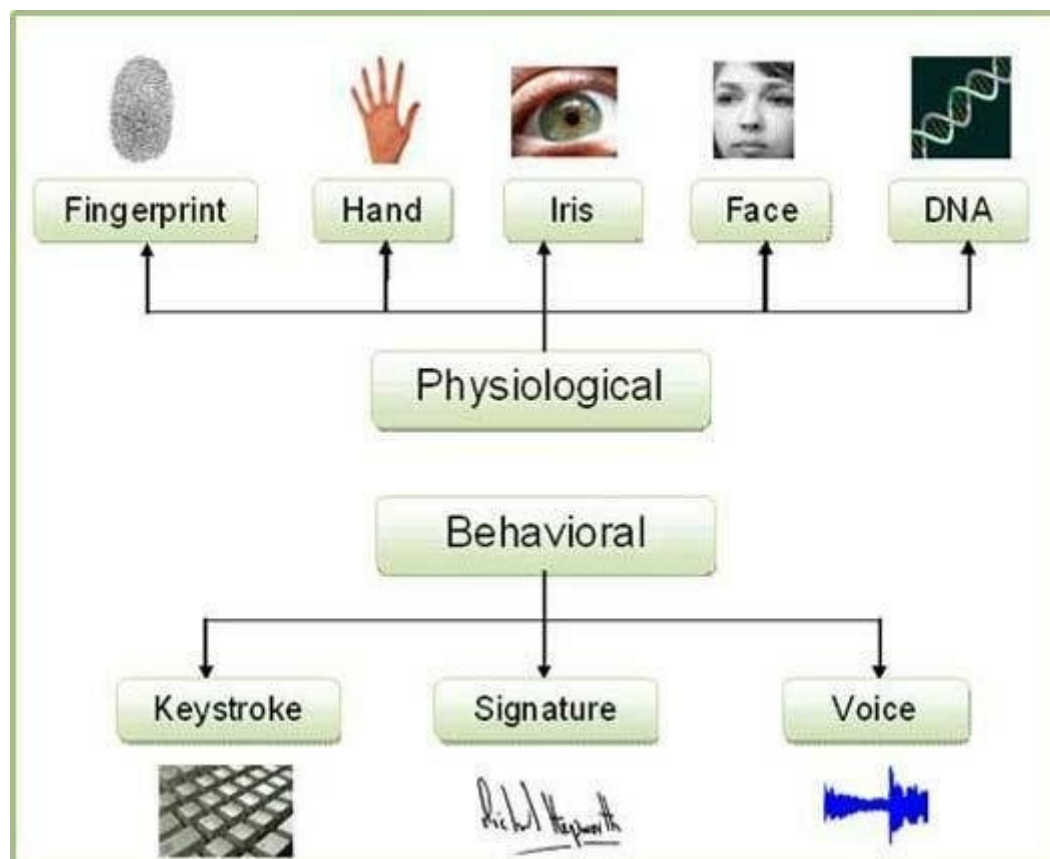 Fingerprint Hand Iris Face DNA
Physiological
Behavioral
Keystroke Signature Voice